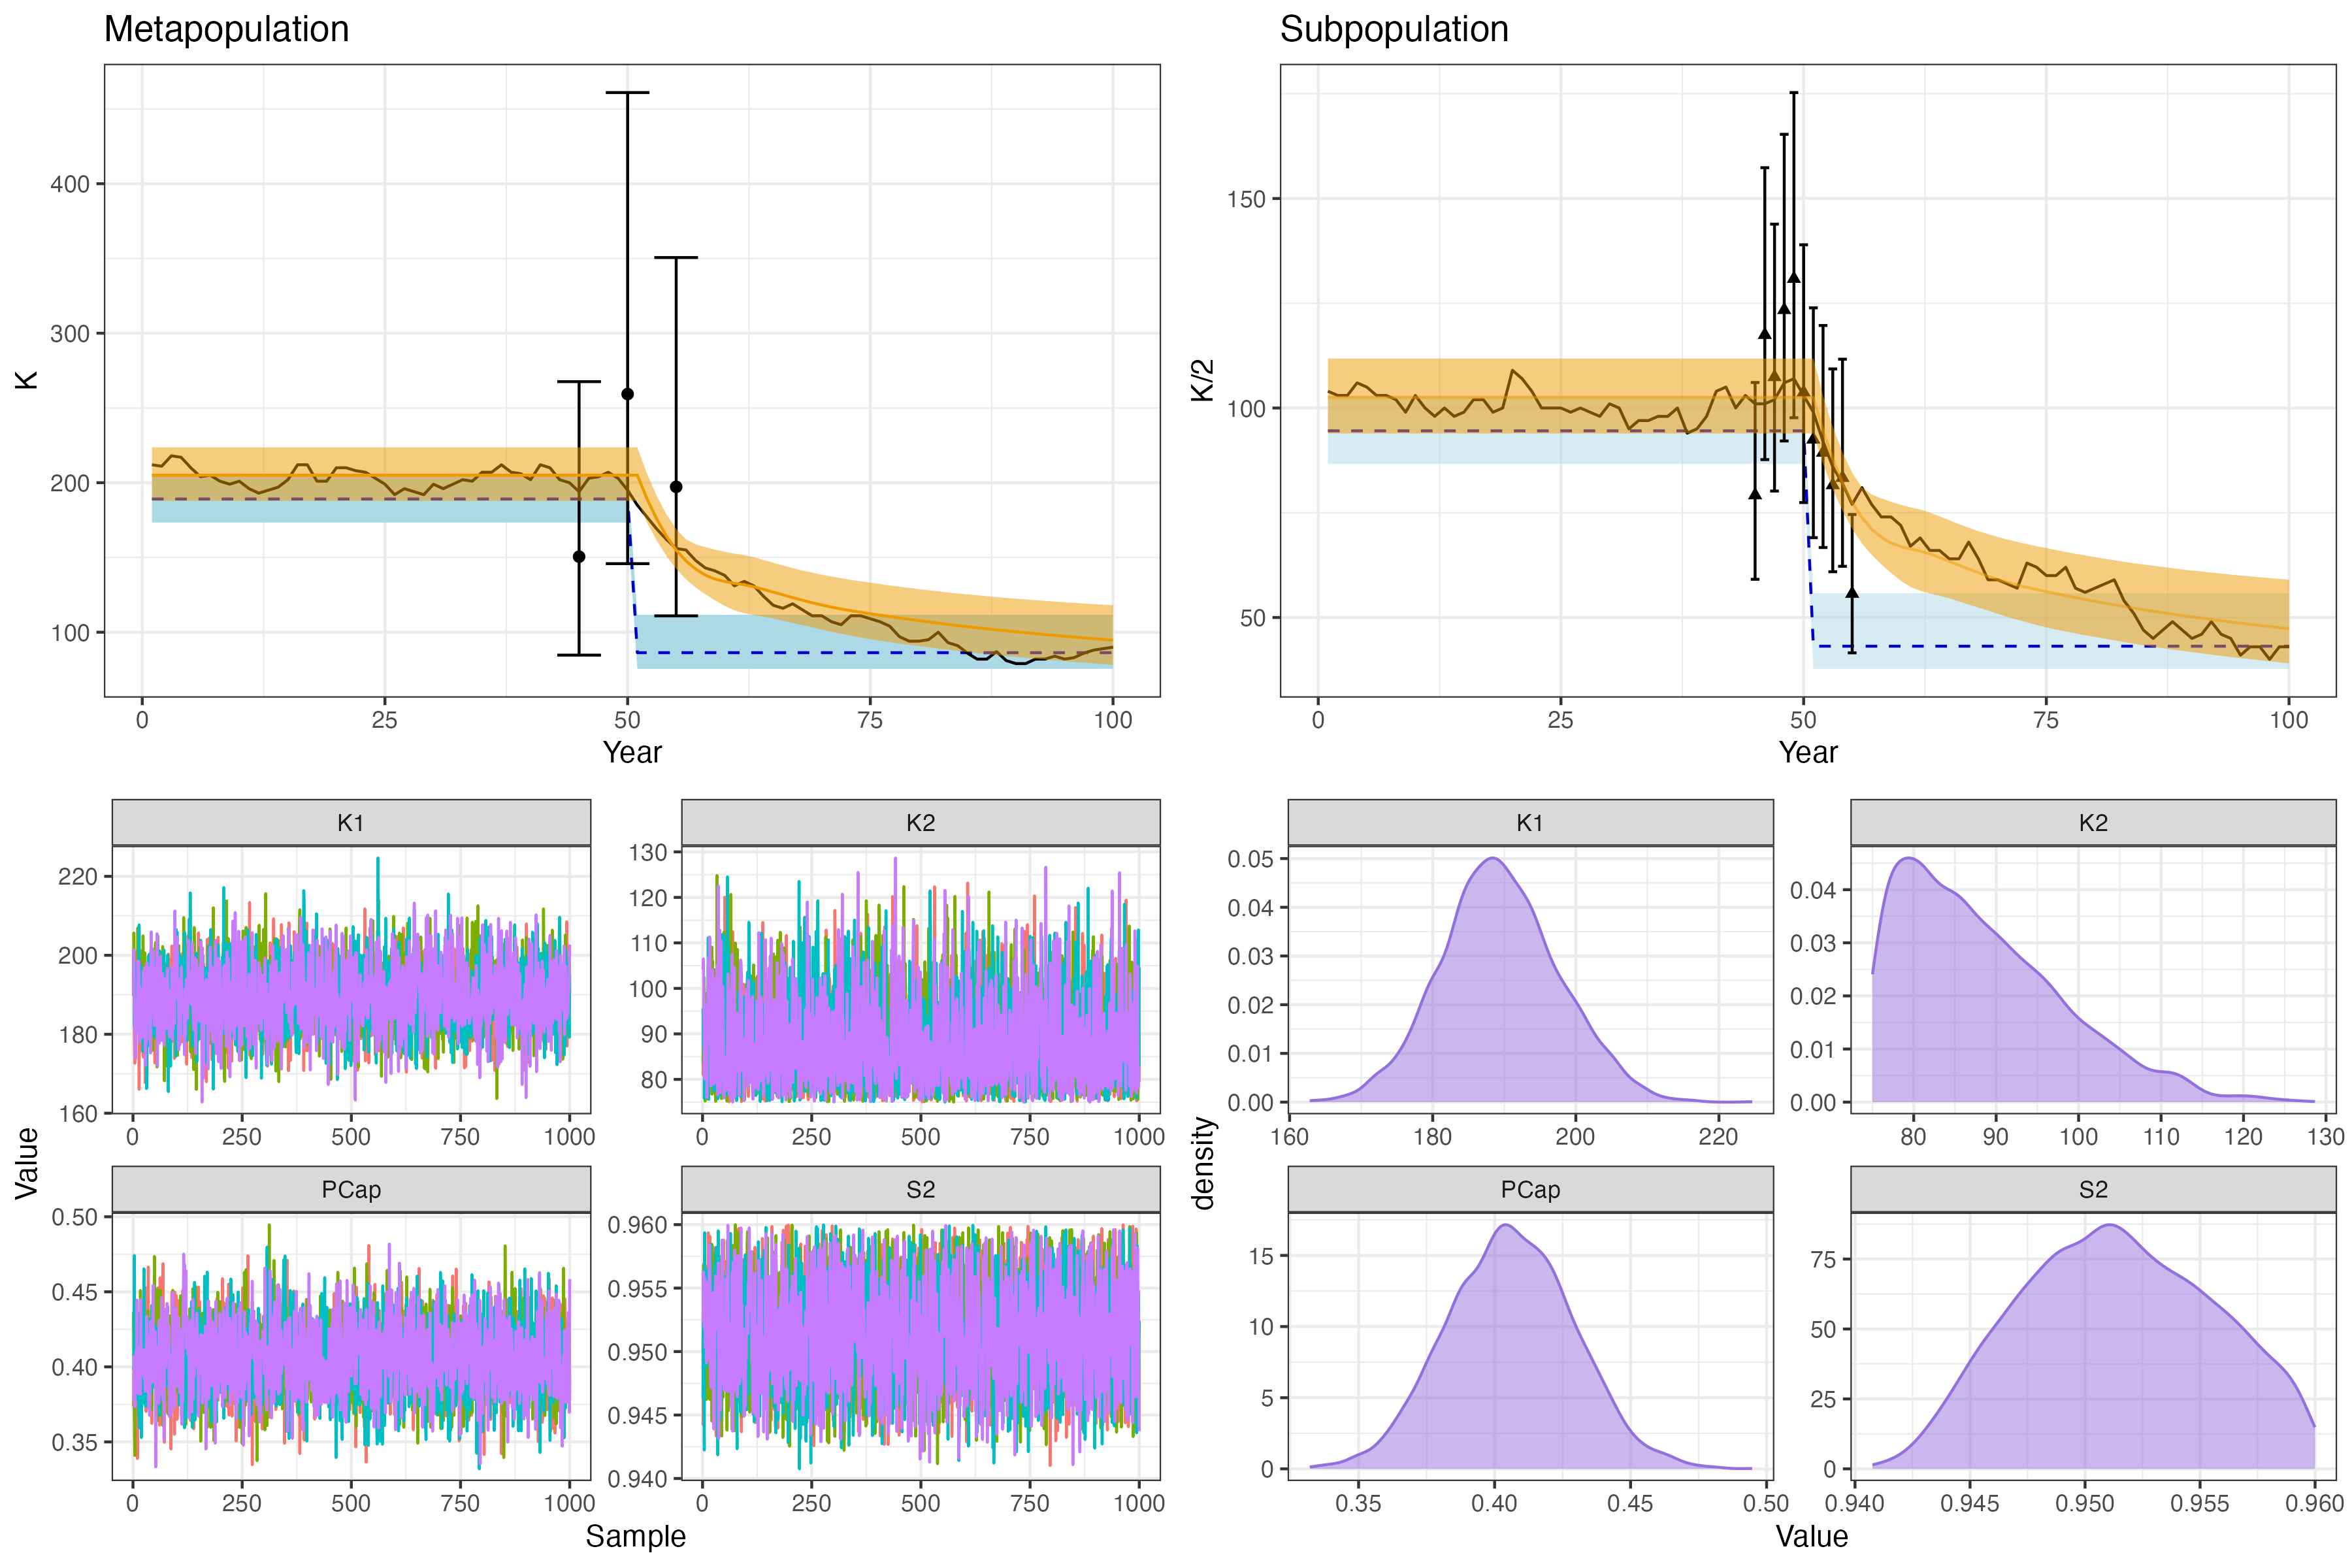 Metapopulation
K
400
300
200
100
0 25 50 75 100
Year
Subpopulation
K/2
150
100
50
0 25 50 75 100
Year
Value
K1
220
200
180
160
0 250 500 750 1000
K2
130
120
110
100
90
80
0 250 500 750 1000
PCap
0.50
0.45
0.40
0.35
0 250 500 750 1000
S2
0.960
0.955
0.950
0.945
0.940
0 250 500 750 1000
Sample
density
K1
0.05
0.04
0.03
0.02
0.01
0.00
160 180 200 220
K2
0.04
0.03
0.02
0.01
0.00
80 90 100 110 120 130
PCap
15
10
5
0
0.35 0.40 0.45 0.50
S2
75
50
25
0
0.940 0.945 0.950 0.955 0.960
Value